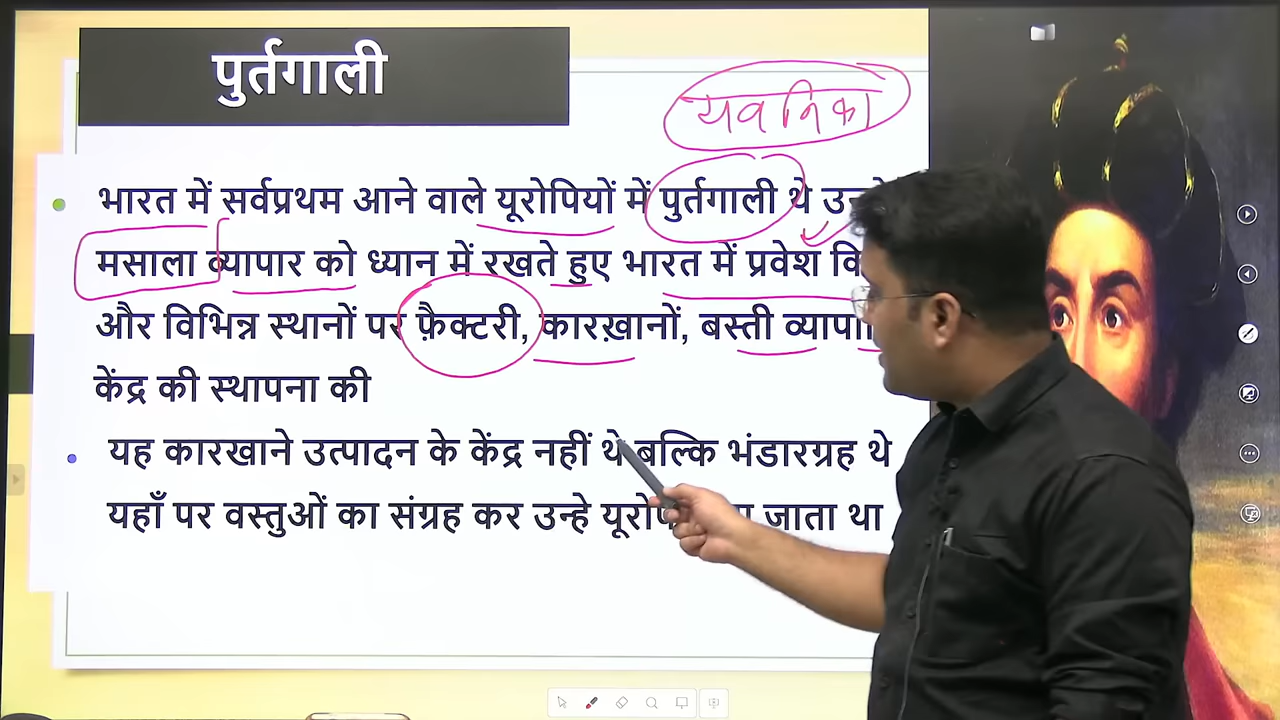 पुर्तगाली
यवनिका
भारत में सर्वप्रथम आने वाले यूरोपियों में पुर्तगाली थे
मसाला व्यापार को ध्यान में रखते हुए भारत में प्रवेश
और विभिन्न स्थानों पर फ़ैक्टरी, कारख़ानों, बस्ती
केंद्र की स्थापना की
यह कारखाने उत्पादन के केंद्र नहीं थे बल्कि भंडारग्रह थे
यहाँ पर वस्तुओं का संग्रह कर उन्हे जाता था